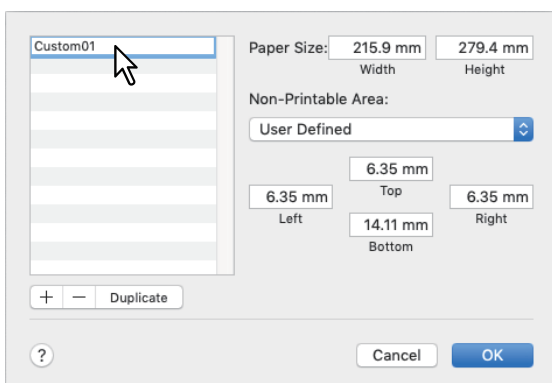 Custom01
Paper Size: 215.9 mm 279.4 mm
Width Height
Non-Printable Area:
User Defined
6.35 mm
Top
6.35 mm 6.35 mm
Left Right
14.11 mm
Bottom
+ − Duplicate
? Cancel OK